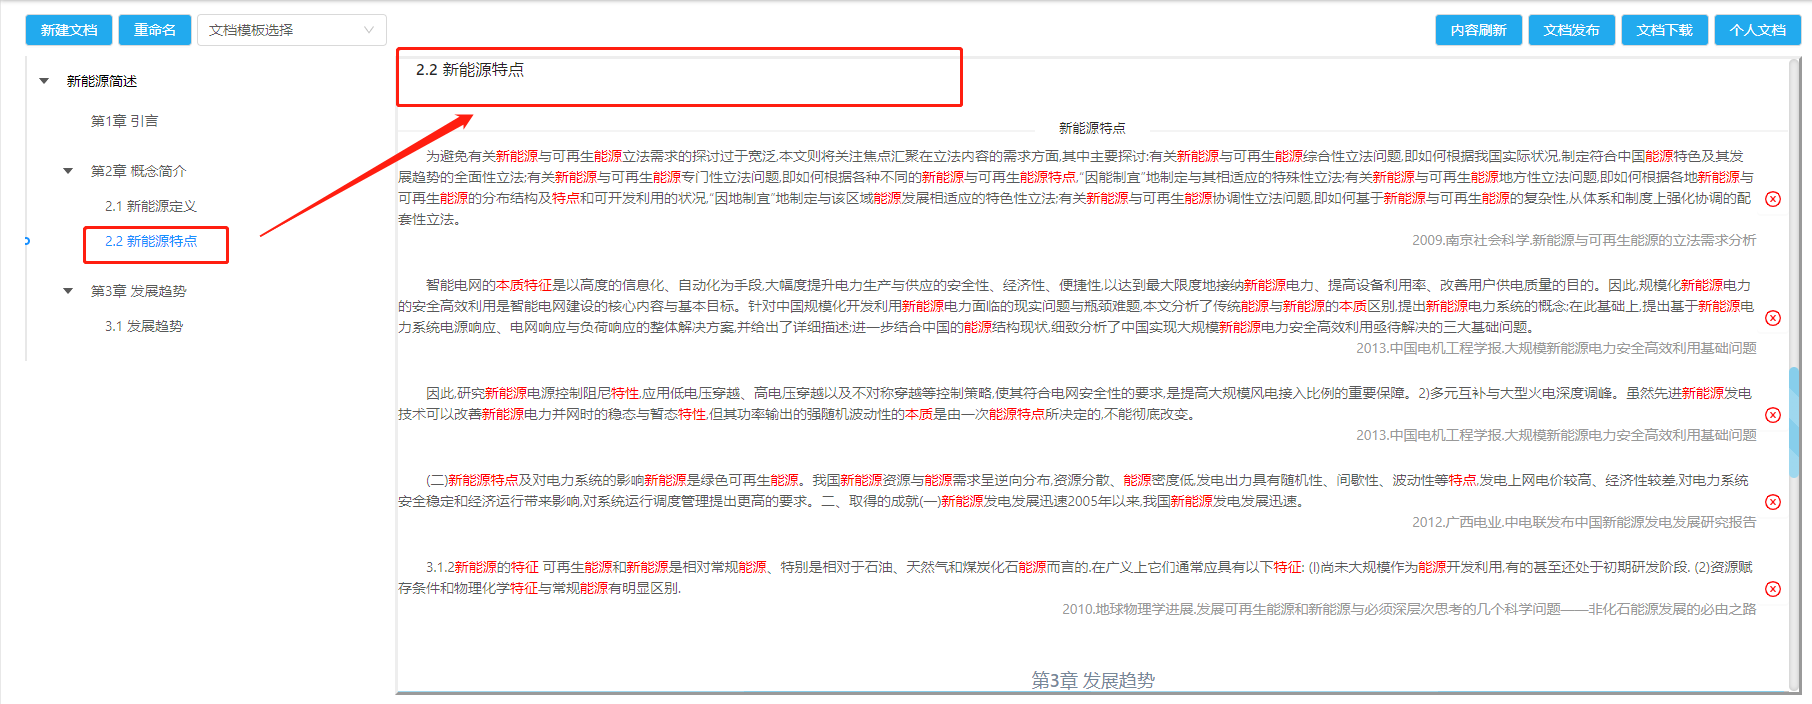 新建文档 重命名 文档模板选择 内容刷新 文档发布 文档下载 个人文档
新能源简述
第1章 引言
第2章 概念简介
2.1 新能源定义
2.2 新能源特点
第3章 发展趋势
3.1 发展趋势
2.2 新能源特点
新能源特点
为避免有关新能源与可再生能源立法需求的探讨过于宽泛,本文则将关注焦点汇聚在立法内容的需求方面,其中主要探讨;有关新能源与可再生能源综合性立法问题,即如何根据我国实际状况,制定符合中国能源特色及其发
展趋势的全面性立法;有关新能源与可再生能源专门性立法问题,即如何根据各种不同的新能源与可再生能源特点,“因能制宜”地制定与其相适应的特殊性立法;有关新能源与可再生能源地方性立法问题,即如何根据各地新能源与
可再生能源的分布结构及特点和可开发利用的状况,“因地制宜”地制定与该区域能源发展相适应的特色性立法;有关新能源与可再生能源协调性立法问题,即如何基于新能源与可再生能源的复杂性,从体系和制度上强化协调的配
套性立法。
2009.南京社会科学.新能源与可再生能源的立法需求分析
智能电网的本质特征是以高度的信息化、自动化为手段,大幅度提升电力生产与供应的安全性、经济性、便捷性,以达到最大限度地接纳新能源电力、提高设备利用率、改善用户供电质量的目的。因此,规模化新能源电力
的安全高效利用是智能电网建设的核心内容与基本目标。针对中国规模化开发利用新能源电力面临的现实问题与瓶颈难题,本文分析了传统能源与新能源的本质区别,提出新能源电力系统的概念;在此基础上,提出基于新能源电
力系统电源响应、电网响应与负荷响应的整体解决方案,并给出了详细描述;进一步结合中国的能源结构现状,细致分析了中国实现大规模新能源电力安全高效利用亟待解决的三大基础问题。
2013.中国电机工程学报.大规模新能源电力安全高效利用基础问题
因此,研究新能源电源控制阻尼特性,应用低电压穿越、高电压穿越以及不对称穿越等控制策略,使其符合电网安全性的要求,是提高大规模风电接入比例的重要保障。2)多元互补与大型火电深度调峰。虽然先进新能源发电
技术可以改善新能源电力并网时的稳态与暂态特性,但其功率输出的强随机波动性的本质是由一次能源特点所决定的,不能彻底改变。
2013.中国电机工程学报.大规模新能源电力安全高效利用基础问题
(二)新能源特点及对电力系统的影响新能源是绿色可再生能源。我国新能源资源与能源需求呈逆向分布,资源分散、能源密度低,发电出力具有随机性、间歇性、波动性等特点,发电上网电价较高、经济性较差,对电力系统
安全稳定和经济运行带来影响,对系统运行调度管理提出更高的要求。二、取得的成就(一)新能源发电发展迅速2005年以来,我国新能源发电发展迅速。
2012.广西电业.中电联发布中国新能源发电发展研究报告
3.1.2新能源的特征 可再生能源和新能源是相对常规能源、特别是相对于石油、天然气和煤炭化石能源而言的,在广义上它们通常应具有以下特征: (l)尚未大规模作为能源开发利用,有的甚至还处于初期研发阶段. (2)资源赋
存条件和物理化学特征与常规能源有明显区别.
2010.地球物理学进展.发展可再生能源和新能源与必须深层次思考的几个科学问题——非化石能源发展的必由之路
第3章 发展趋势